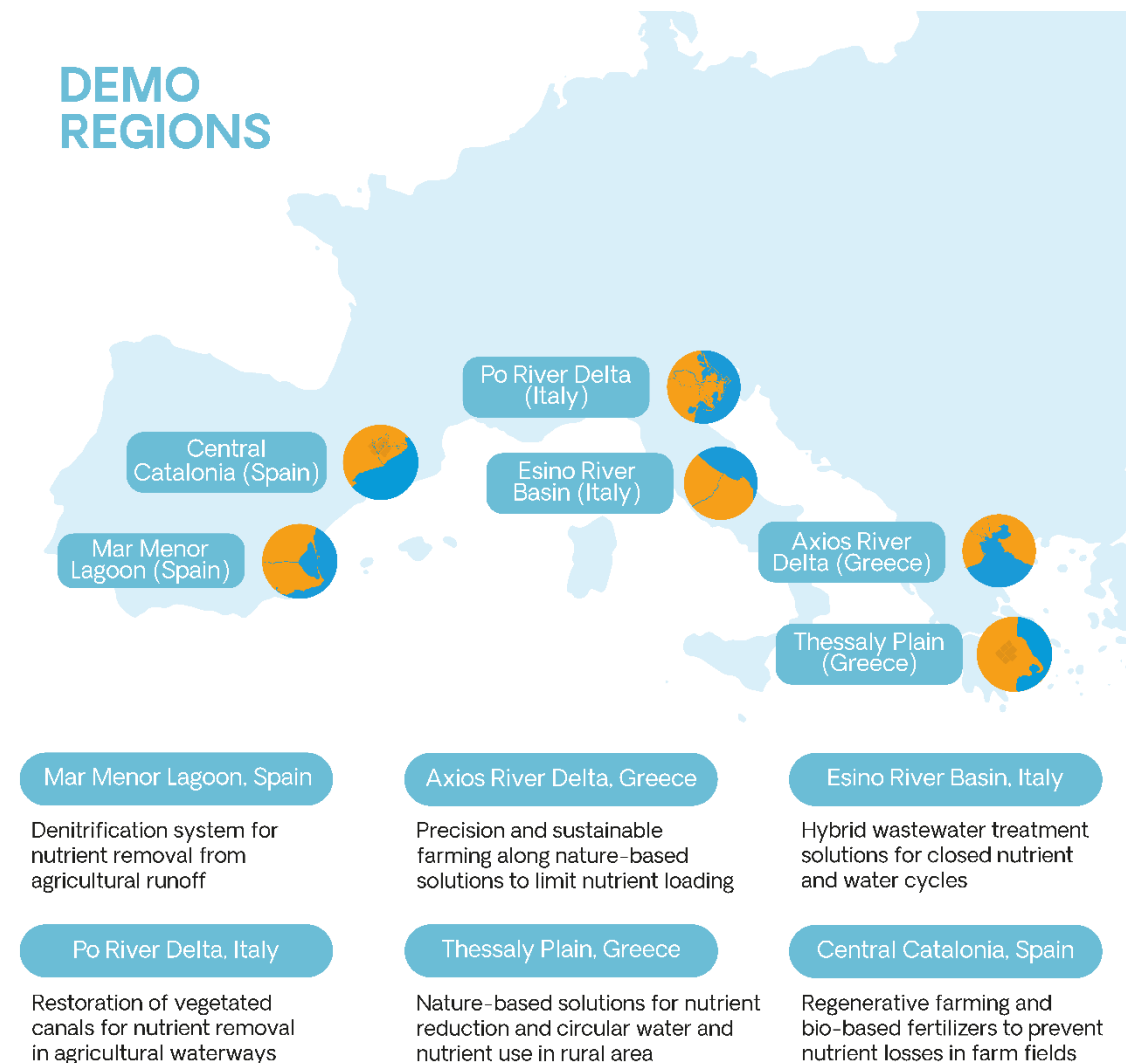 DEMO
REGIONS
Po River Delta
(Italy)
Central
Catalonia (Spain)
Esino River
Basin (Italy)
Mar Menor
Lagoon (Spain)
Axios River
Delta (Greece)
Thessaly Plain
(Greece)
Mar Menor Lagoon, Spain
Denitrification system for
nutrient removal from
agricultural runoff
Axios River Delta, Greece
Precision and sustainable
farming along nature-based
solutions to limit nutrient loading
Esino River Basin, Italy
Hybrid wastewater treatment
solutions for closed nutrient
and water cycles
Po River Delta, Italy
Restoration of vegetated
canals for nutrient removal
in agricultural waterways
Thessaly Plain, Greece
Nature-based solutions for nutrient
reduction and circular water and
nutrient use in rural area
Central Catalonia, Spain
Regenerative farming and
bio-based fertilizers to prevent
nutrient losses in farm fields